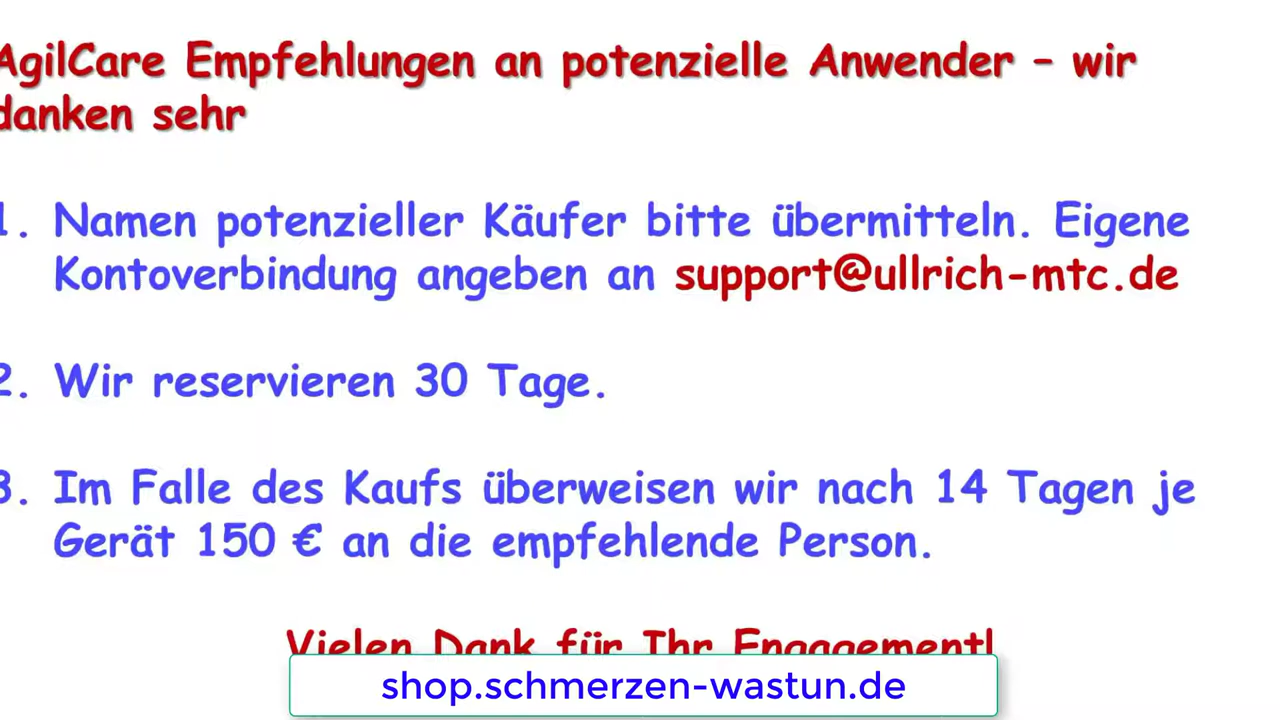 AgilCare Empfehlungen an potenzielle Anwender – wir
danken sehr
1. Namen potenzieller Käufer bitte übermitteln. Eigene
Kontoverbindung angeben an support@ullrich-mtc.de
2. Wir reservieren 30 Tage.
3. Im Falle des Kaufs überweisen wir nach 14 Tagen je
Gerät 150 € an die empfehlende Person.
Vielen Dank für Ihr Engagement!
shop.schmerzen-wastun.de